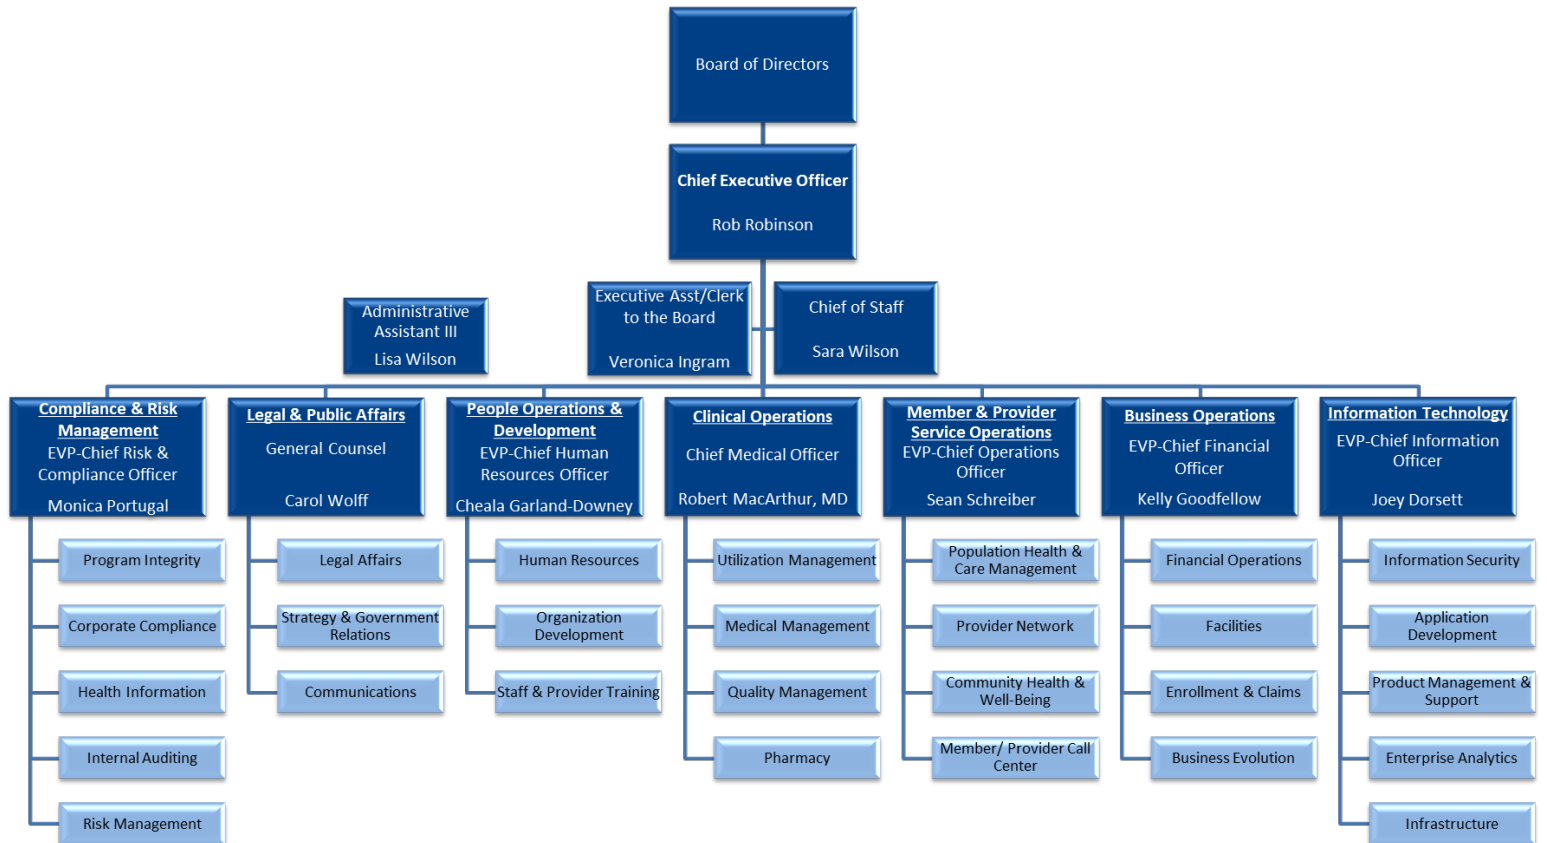 Board of Directors
Chief Executive Officer
Rob Robinson
Administrative
Assistant III
Lisa Wilson
Executive Asst/Clerk
to the Board
Veronica Ingram
Chief of Staff
Sara Wilson
Compliance & Risk
Management
EVP-Chief Risk &
Compliance Officer
Monica Portugal
Legal & Public Affairs
General Counsel
Carol Wolff
People Operations &
Development
EVP-Chief Human
Resources Officer
Cheala Garland-Downey
Clinical Operations
Chief Medical Officer
Robert MacArthur, MD
Member & Provider
Service Operations
EVP-Chief Operations
Officer
Sean Schreiber
Business Operations
EVP-Chief Financial
Officer
Kelly Goodfellow
Information Technology
EVP-Chief Information
Officer
Joey Dorsett
Program Integrity
Corporate Compliance
Health Information
Internal Auditing
Risk Management
Legal Affairs
Strategy & Government
Relations
Communications
Human Resources
Organization
Development
Staff & Provider Training
Utilization Management
Medical Management
Quality Management
Pharmacy
Population Health &
Care Management
Provider Network
Community Health &
Well-Being
Member/ Provider Call
Center
Financial Operations
Facilities
Enrollment & Claims
Business Evolution
Information Security
Application
Development
Product Management &
Support
Enterprise Analytics
Infrastructure